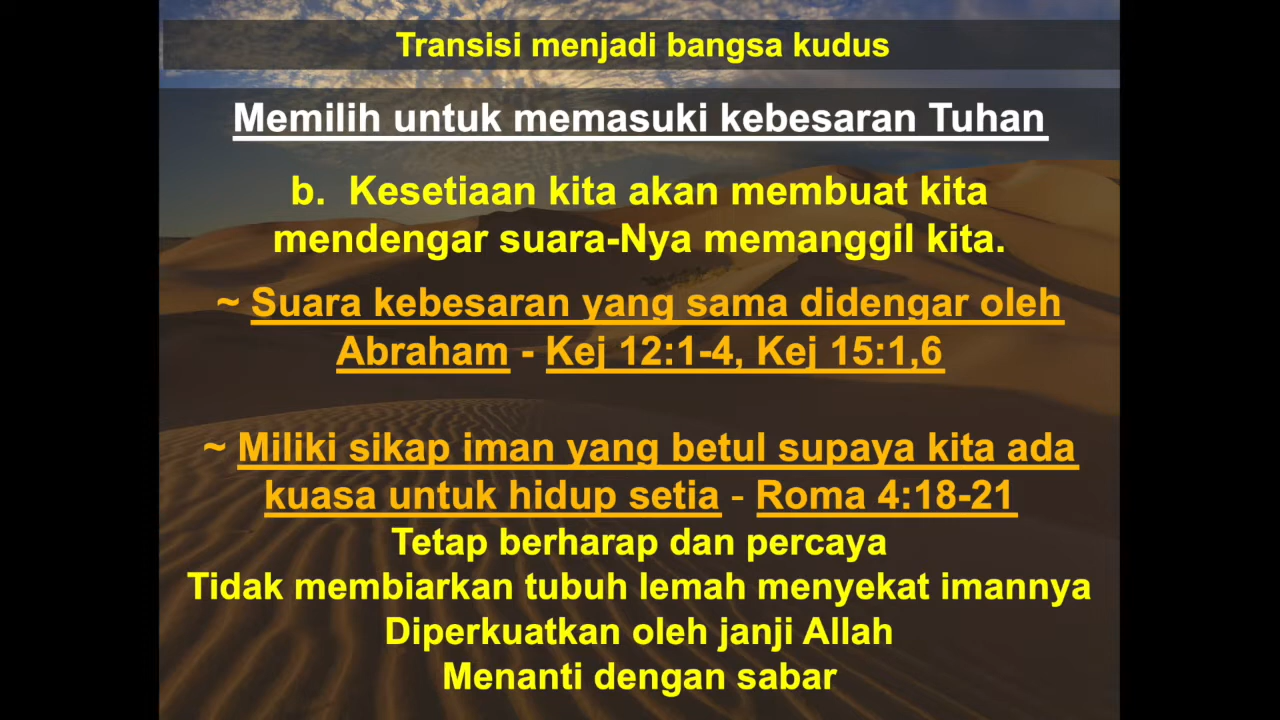 Transisi menjadi bangsa kudus
Memilih untuk memasuki kebesaran Tuhan
b. Kesetiaan kita akan membuat kita
mendengar suara-Nya memanggil kita.
~ Suara kebesaran yang sama didengar oleh
Abraham - Kej 12:1-4, Kej 15:1,6
~ Miliki sikap iman yang betul supaya kita ada
kuasa untuk hidup setia - Roma 4:18-21
Tetap berharap dan percaya
Tidak membiarkan tubuh lemah menyekat imannya
Diperkuatkan oleh janji Allah
Menanti dengan sabar